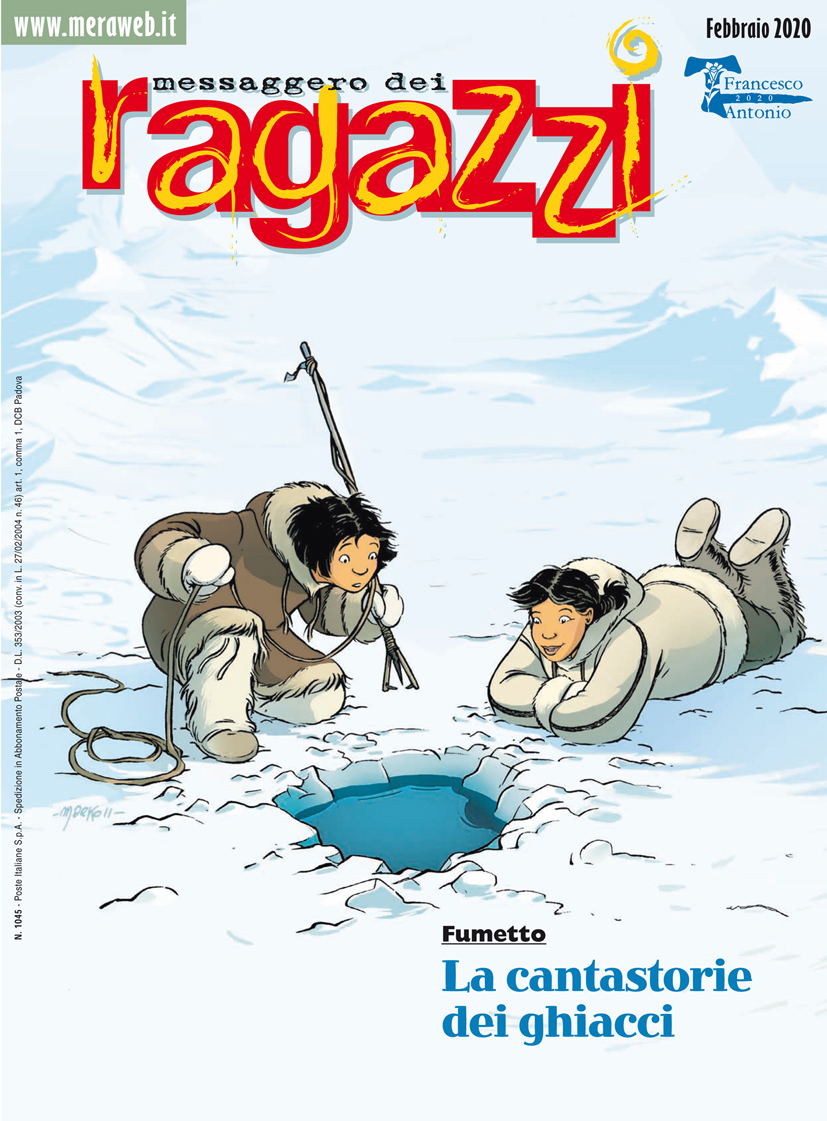 www.meraweb.it
Febbraio 2020
messaggero dei
ragazzi
Francesco
2020
Antonio
N. 1045 - Poste Italiane S.p.A. - Spedizione in Abbonamento Postale - D.L. 353/2003 (conv. in L. 27/02/2004 n. 46) art. 1, comma 1, DCB Padova
Fumetto
La cantastorie
dei ghiacci